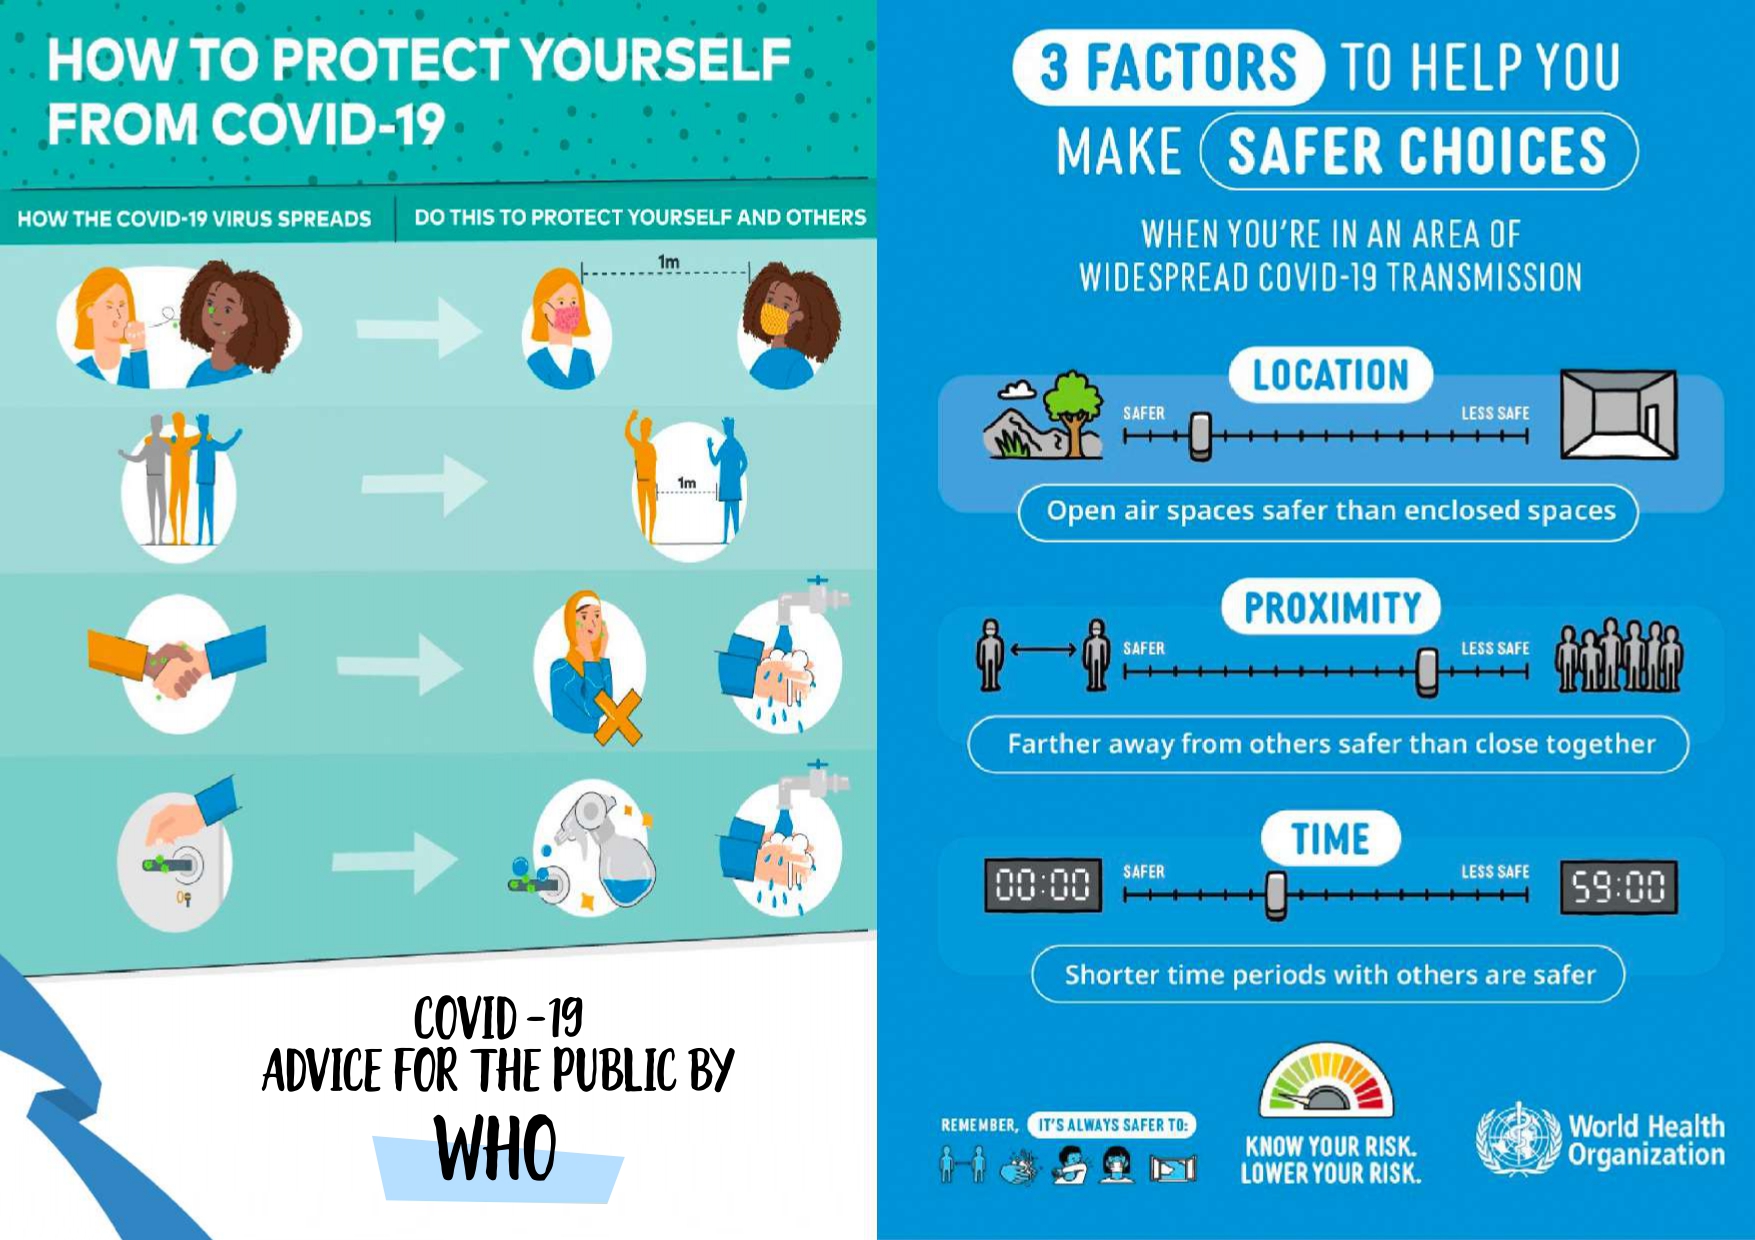 HOW TO PROTECT YOURSELF
FROM COVID-19
HOW THE COVID-19 VIRUS SPREADS
DO THIS TO PROTECT YOURSELF AND OTHERS
1m
1m
COVID -19
ADVICE FOR THE PUBLIC BY
WHO
3 FACTORS TO HELP YOU
MAKE SAFER CHOICES
WHEN YOU'RE IN AN AREA OF
WIDESPREAD COVID-19 TRANSMISSION
LOCATION
SAFER
LESS SAFE
Open air spaces safer than enclosed spaces
PROXIMITY
SAFER
LESS SAFE
Farther away from others safer than close together
TIME
SAFER
LESS SAFE
00:00
59:00
Shorter time periods with others are safer
REMEMBER, IT'S ALWAYS SAFER TO:
KNOW YOUR RISK.
LOWER YOUR RISK.
World Health
Organization